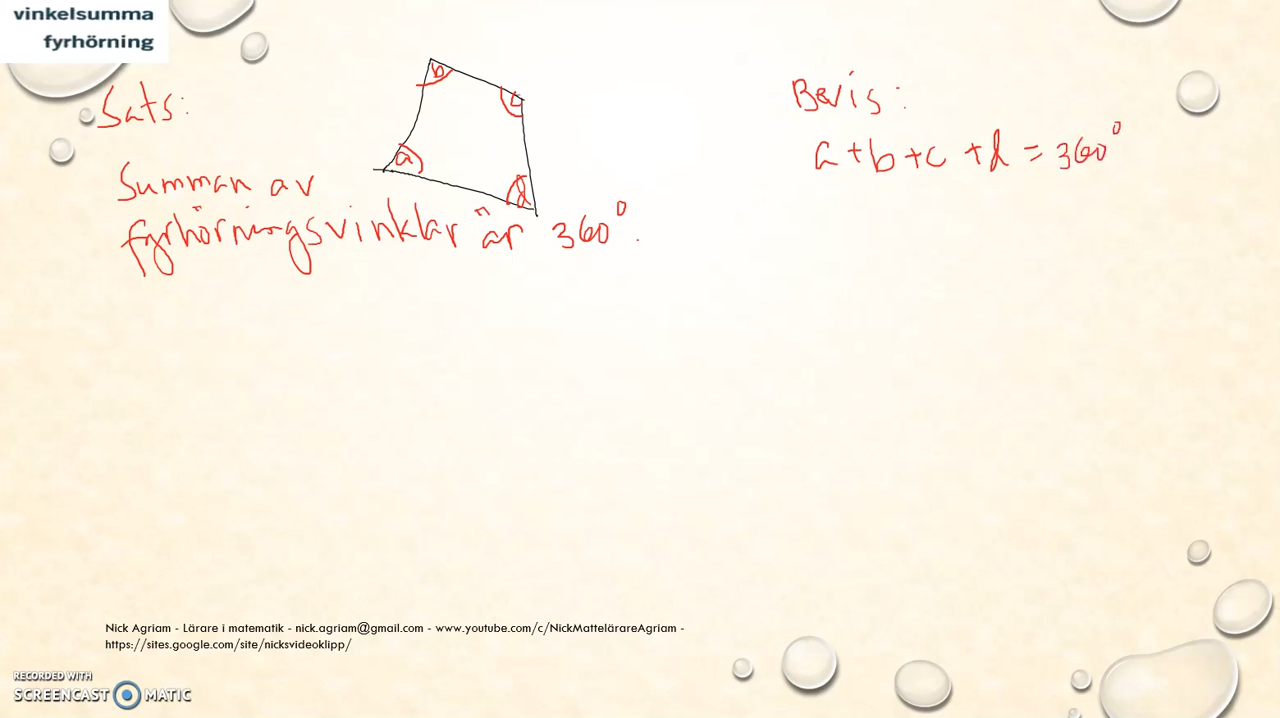 vinkelsumma
fyrhörning
Sats:
b
c
a
d
Summan av
fyrhörningsvinklar är 360°.
Bevis:
a+b+c+d=360°
Nick Agriam - Lärare i matematik - nick.agriam@gmail.com - www.youtube.com/c/NickMattelärareAgriam -
https://sites.google.com/site/nicksvideoklipp/
RECORDED WITH
SCREENCAST MATIC